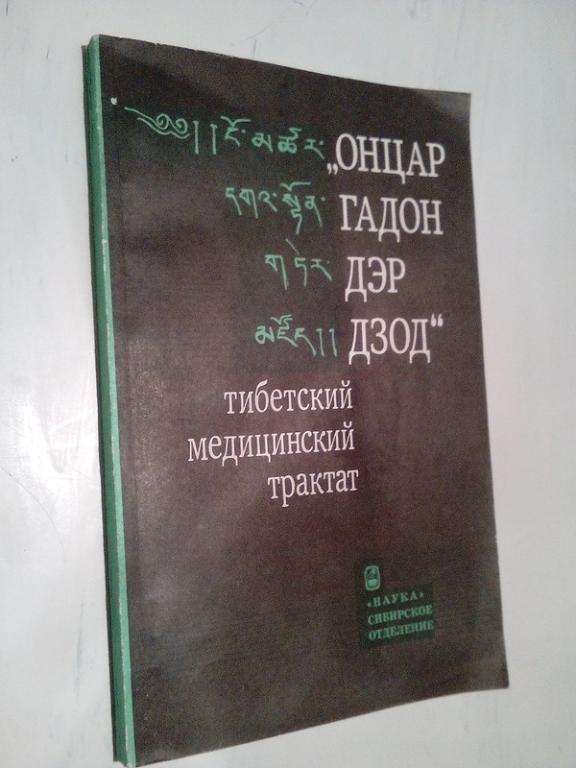 ༄༅།།ངོ་མཚར་ „ОНЦАР
དགའ་སྟོན་ ГАДОН
གཏེར་ ДЭР
མཛོད།། ДЗОД“
тибетский
медицинский
трактат
«НАУКА»
СИБИРСКОЕ
ОТДЕЛЕНИЕ